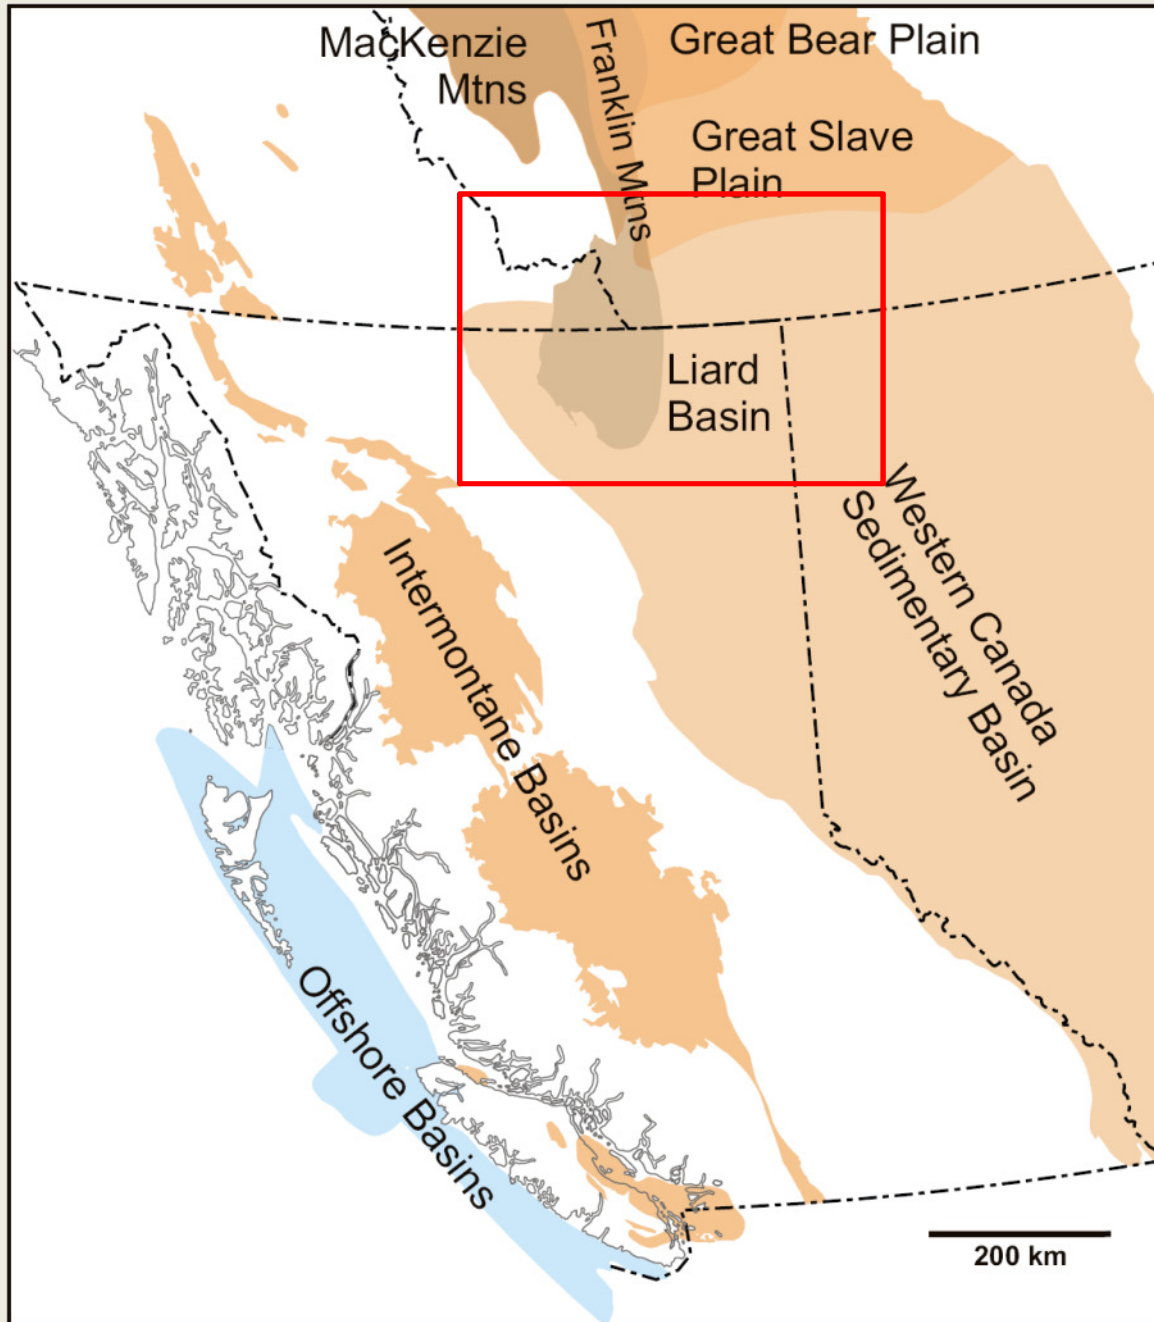 MacKenzie
Mtns
Franklin Mtns
Great Bear Plain
Great Slave
Plain
Liard
Basin
Western Canada
Sedimentary Basin
Intermontane Basins
Offshore Basins
200 km